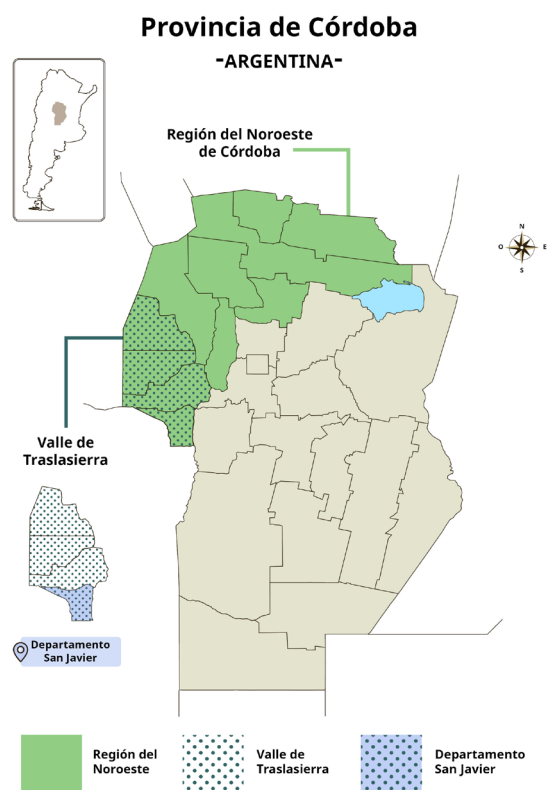 Provincia de Córdoba
-ARGENTINA-
Región del Noroeste
de Córdoba
N
O
E
S
Valle de
Traslasierra
Departamento
San Javier
Región del
Noroeste
Valle de
Traslasierra
Departamento
San Javier